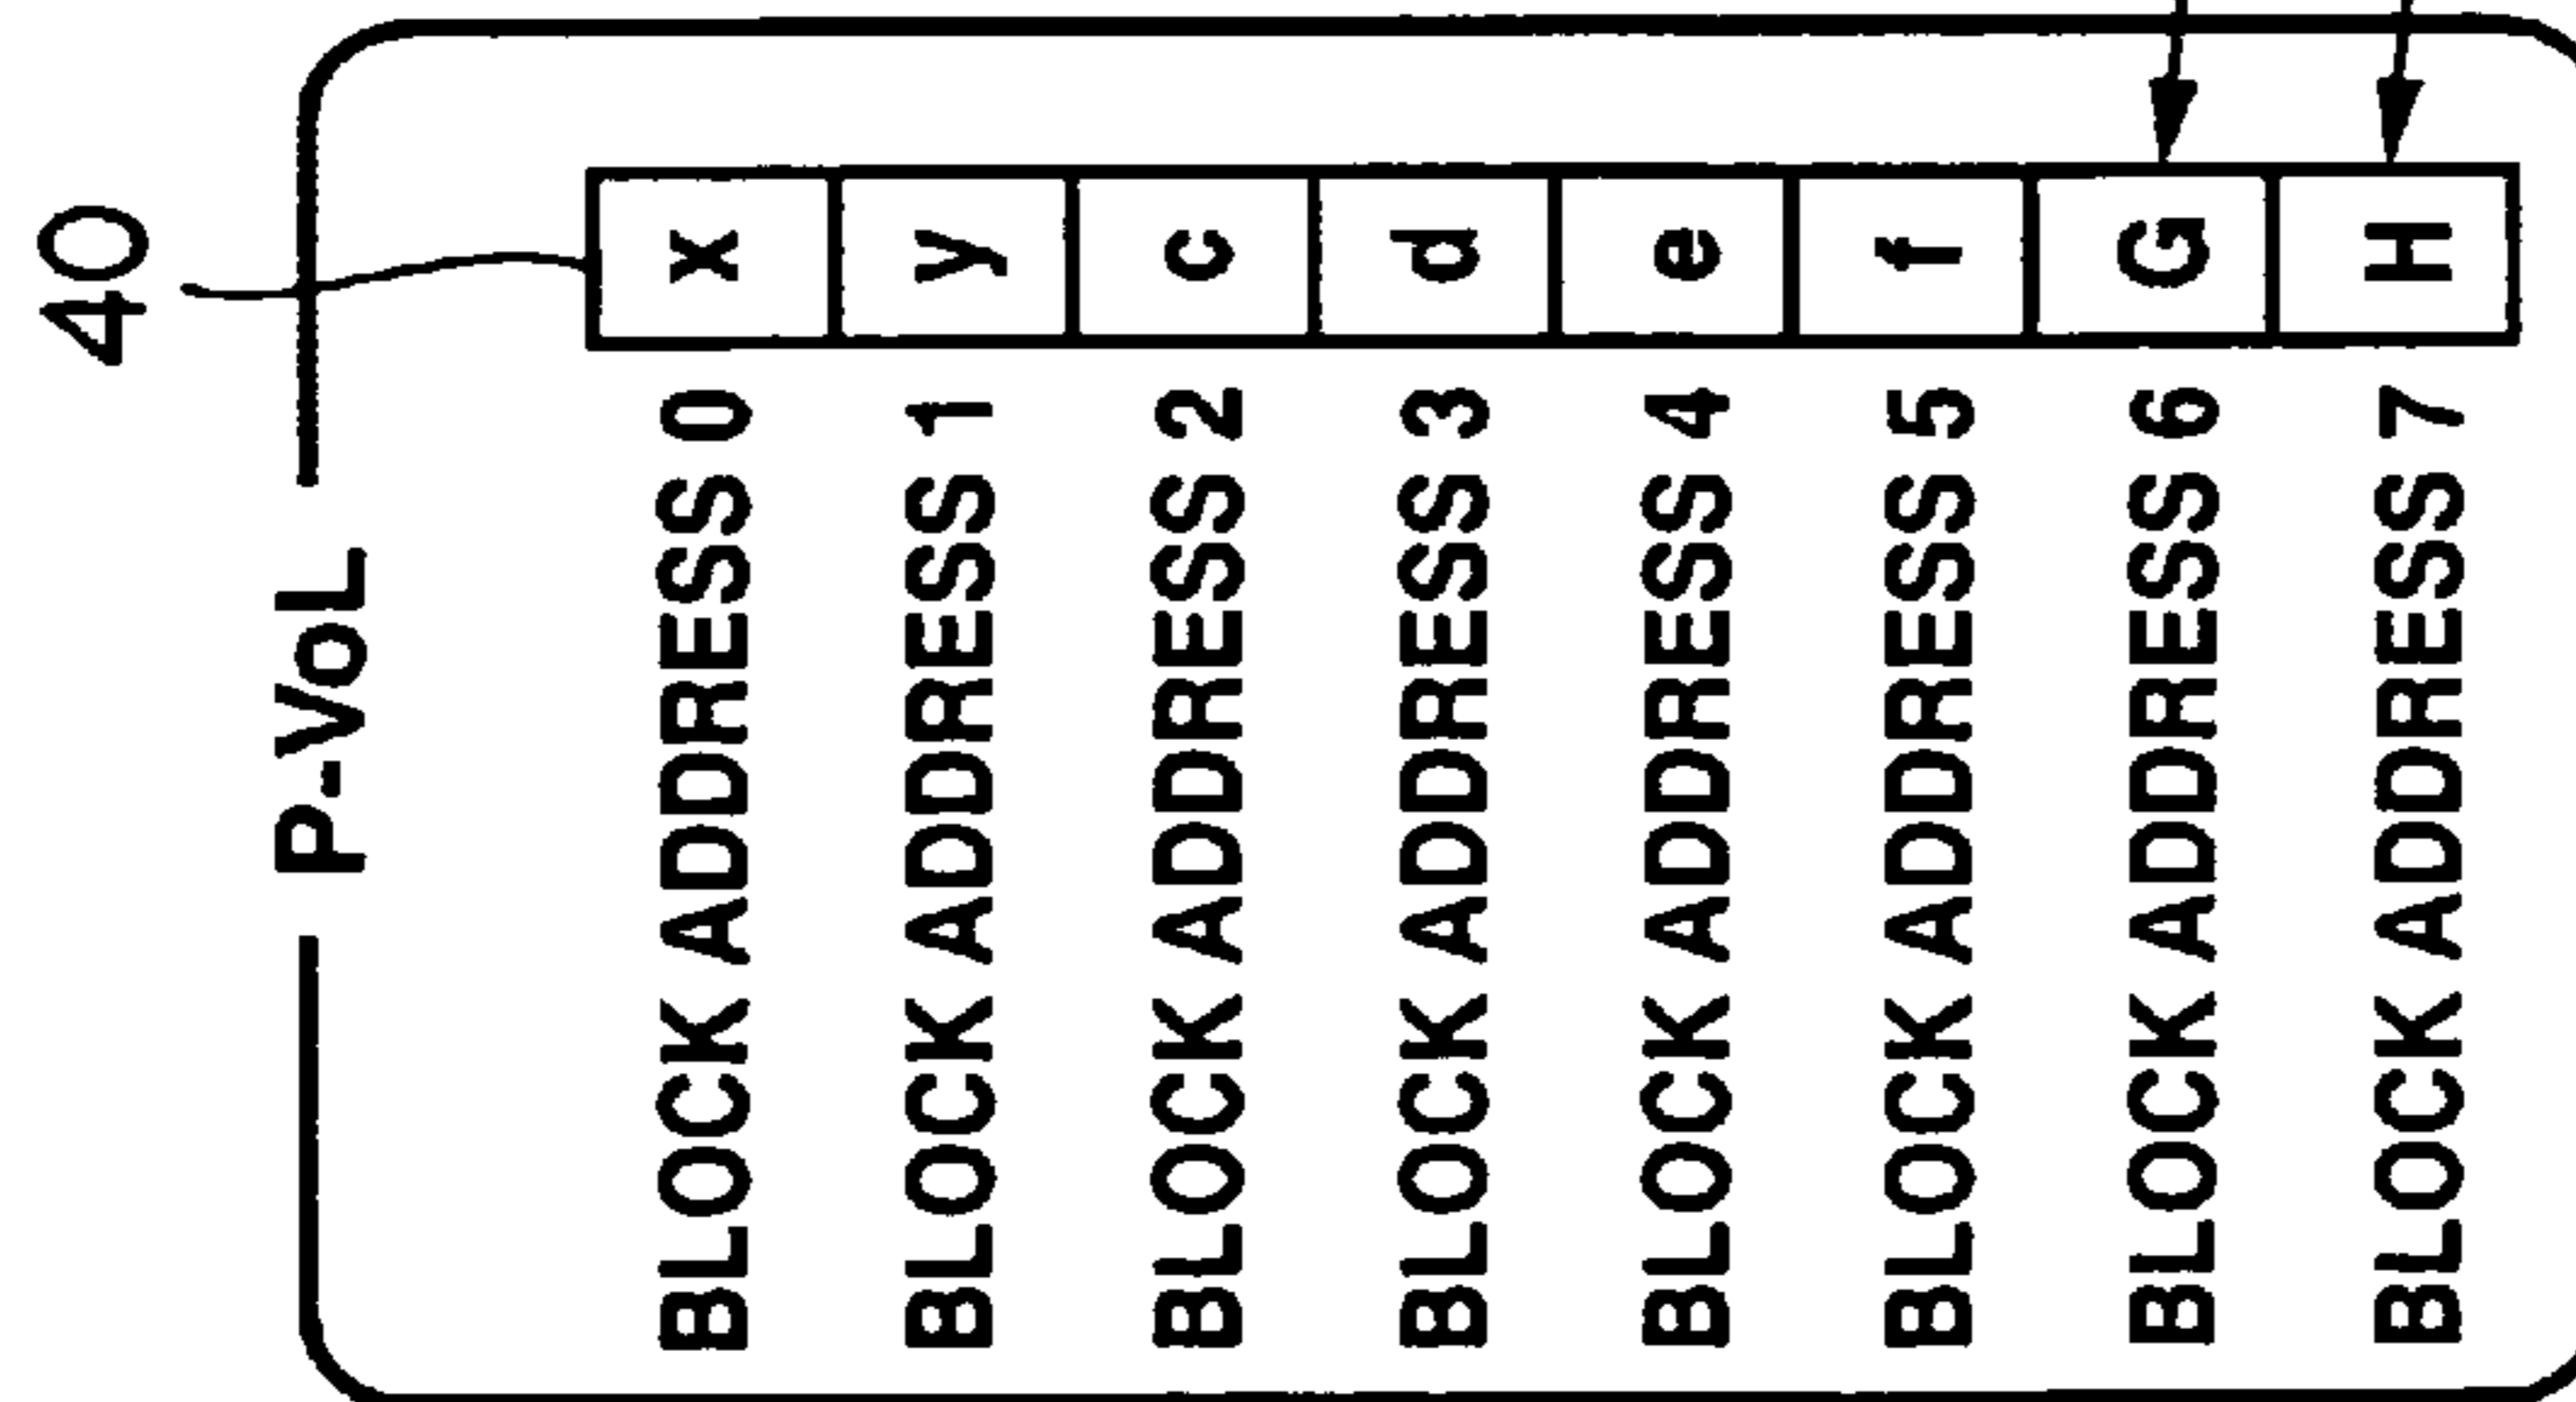 40
P-VoL
BLOCK ADDRESS 0 x
BLOCK ADDRESS 1 y
BLOCK ADDRESS 2 c
BLOCK ADDRESS 3 d
BLOCK ADDRESS 4 e
BLOCK ADDRESS 5 f
BLOCK ADDRESS 6 G
BLOCK ADDRESS 7 H